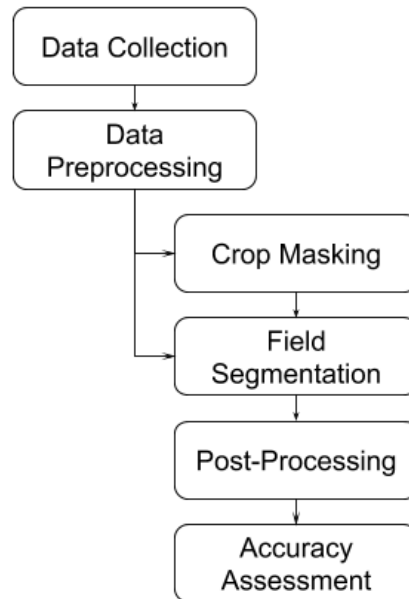 Data Collection
Data
Preprocessing
Crop Masking
Field
Segmentation
Post-Processing
Accuracy
Assessment